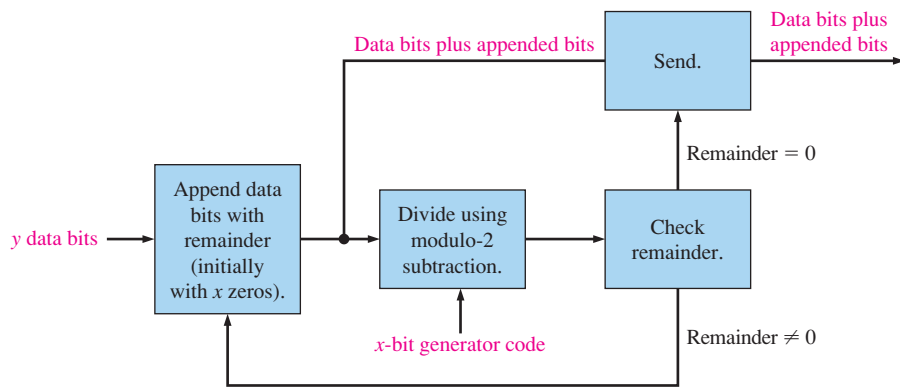 Data bits plus appended bits
Send.
Data bits plus
appended bits
Remainder = 0
y data bits
Append data
bits with
remainder
(initially
with x zeros).
Divide using
modulo-2
subtraction.
Check
remainder.
x-bit generator code
Remainder ≠ 0